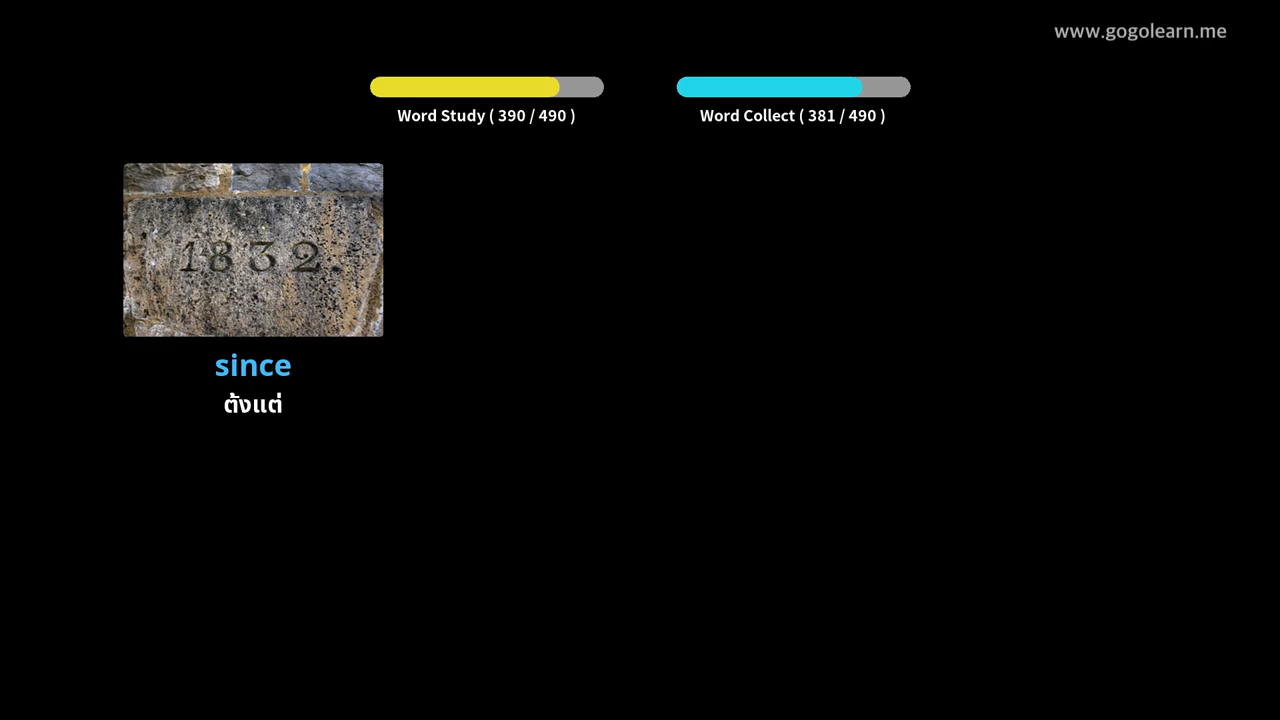 www.gogolearn.me
Word Study ( 390 / 490 )
Word Collect ( 381 / 490 )
1832.
since
ตั้งแต่